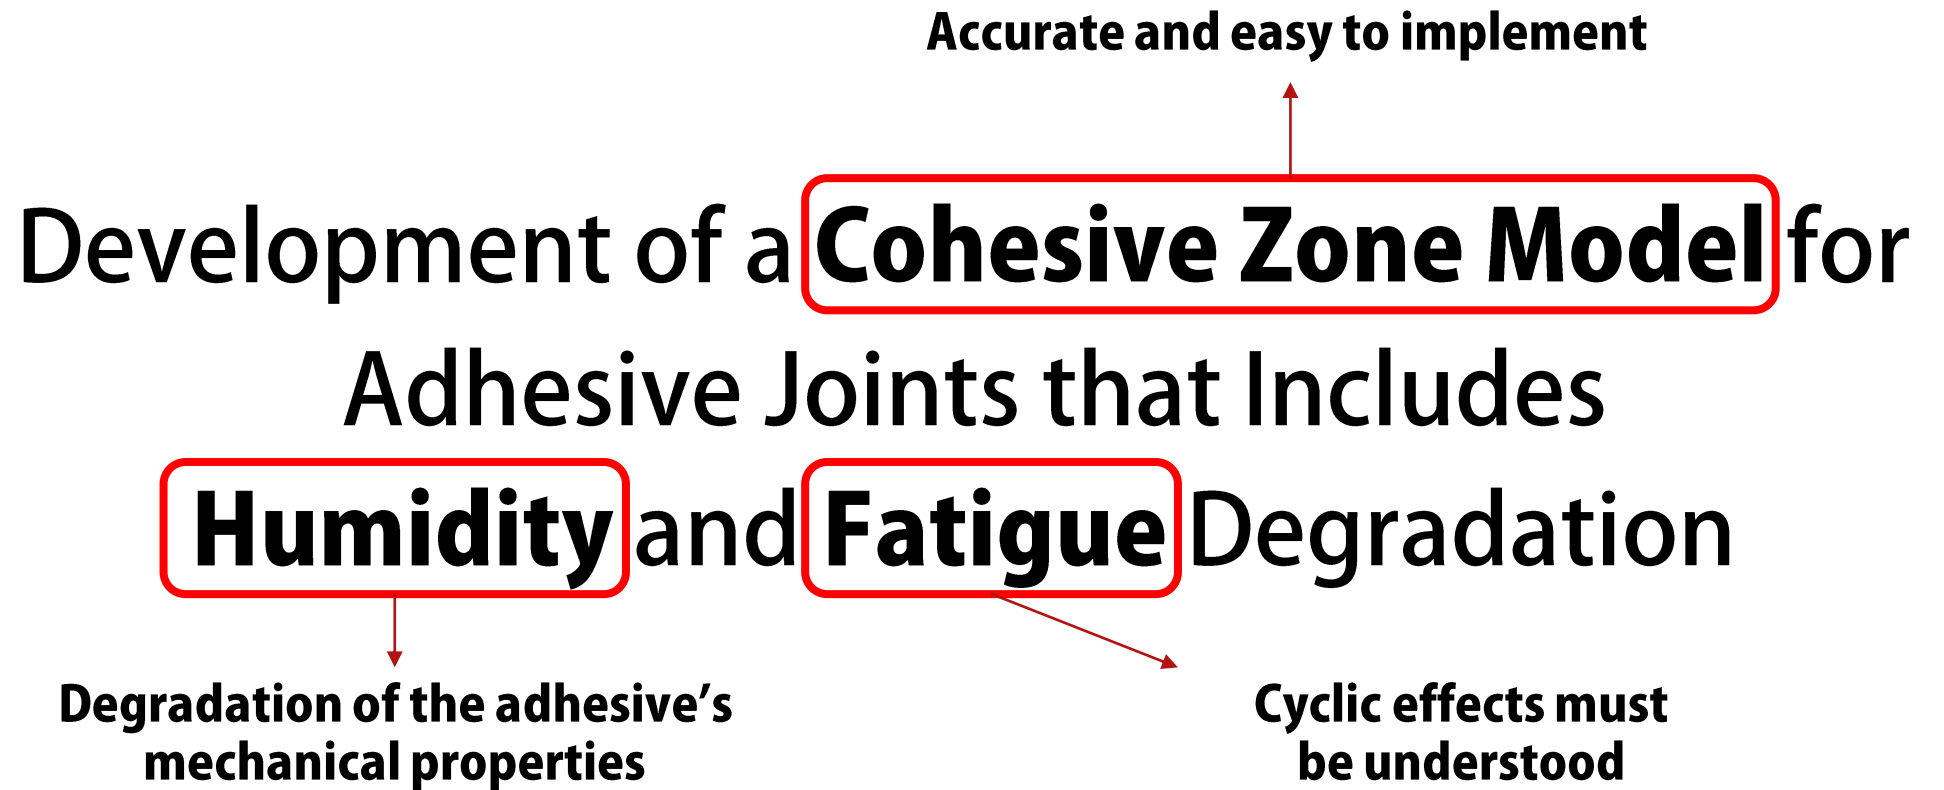 Accurate and easy to implement
Development of a Cohesive Zone Model for
Adhesive Joints that Includes
Humidity and Fatigue Degradation
Degradation of the adhesive’s
mechanical properties
Cyclic effects must
be understood